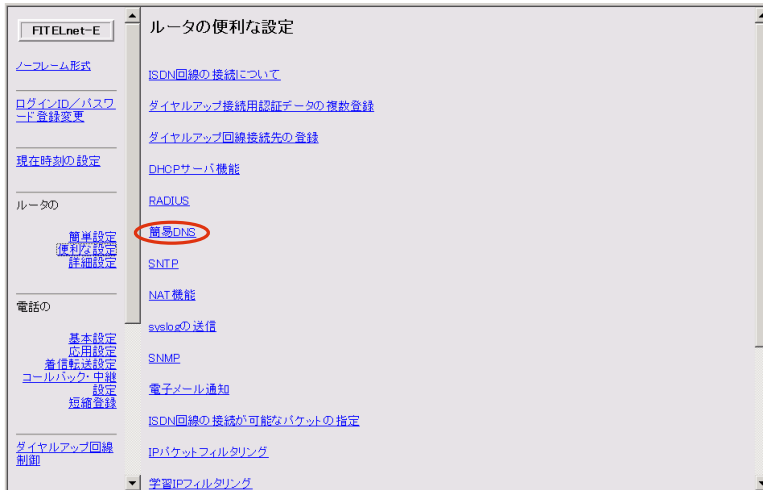 FITELnet-E
ノーフレーム形式
ログインID／パスワ
ード登録変更
現在時刻の設定
ルータの
簡単設定
便利な設定
詳細設定
電話の
基本設定
応用設定
着信転送設定
コールバック・中継
設定
短縮登録
ダイヤルアップ回線
制御
ルータの便利な設定
ISDN回線の接続について
ダイヤルアップ接続用認証データの複数登録
ダイヤルアップ回線接続先の登録
DHCPサーバ機能
RADIUS
簡易DNS
SNTP
NAT機能
syslogの送信
SNMP
電子メール通知
ISDN回線の接続が可能なパケットの指定
IPパケットフィルタリング
学習IPフィルタリング